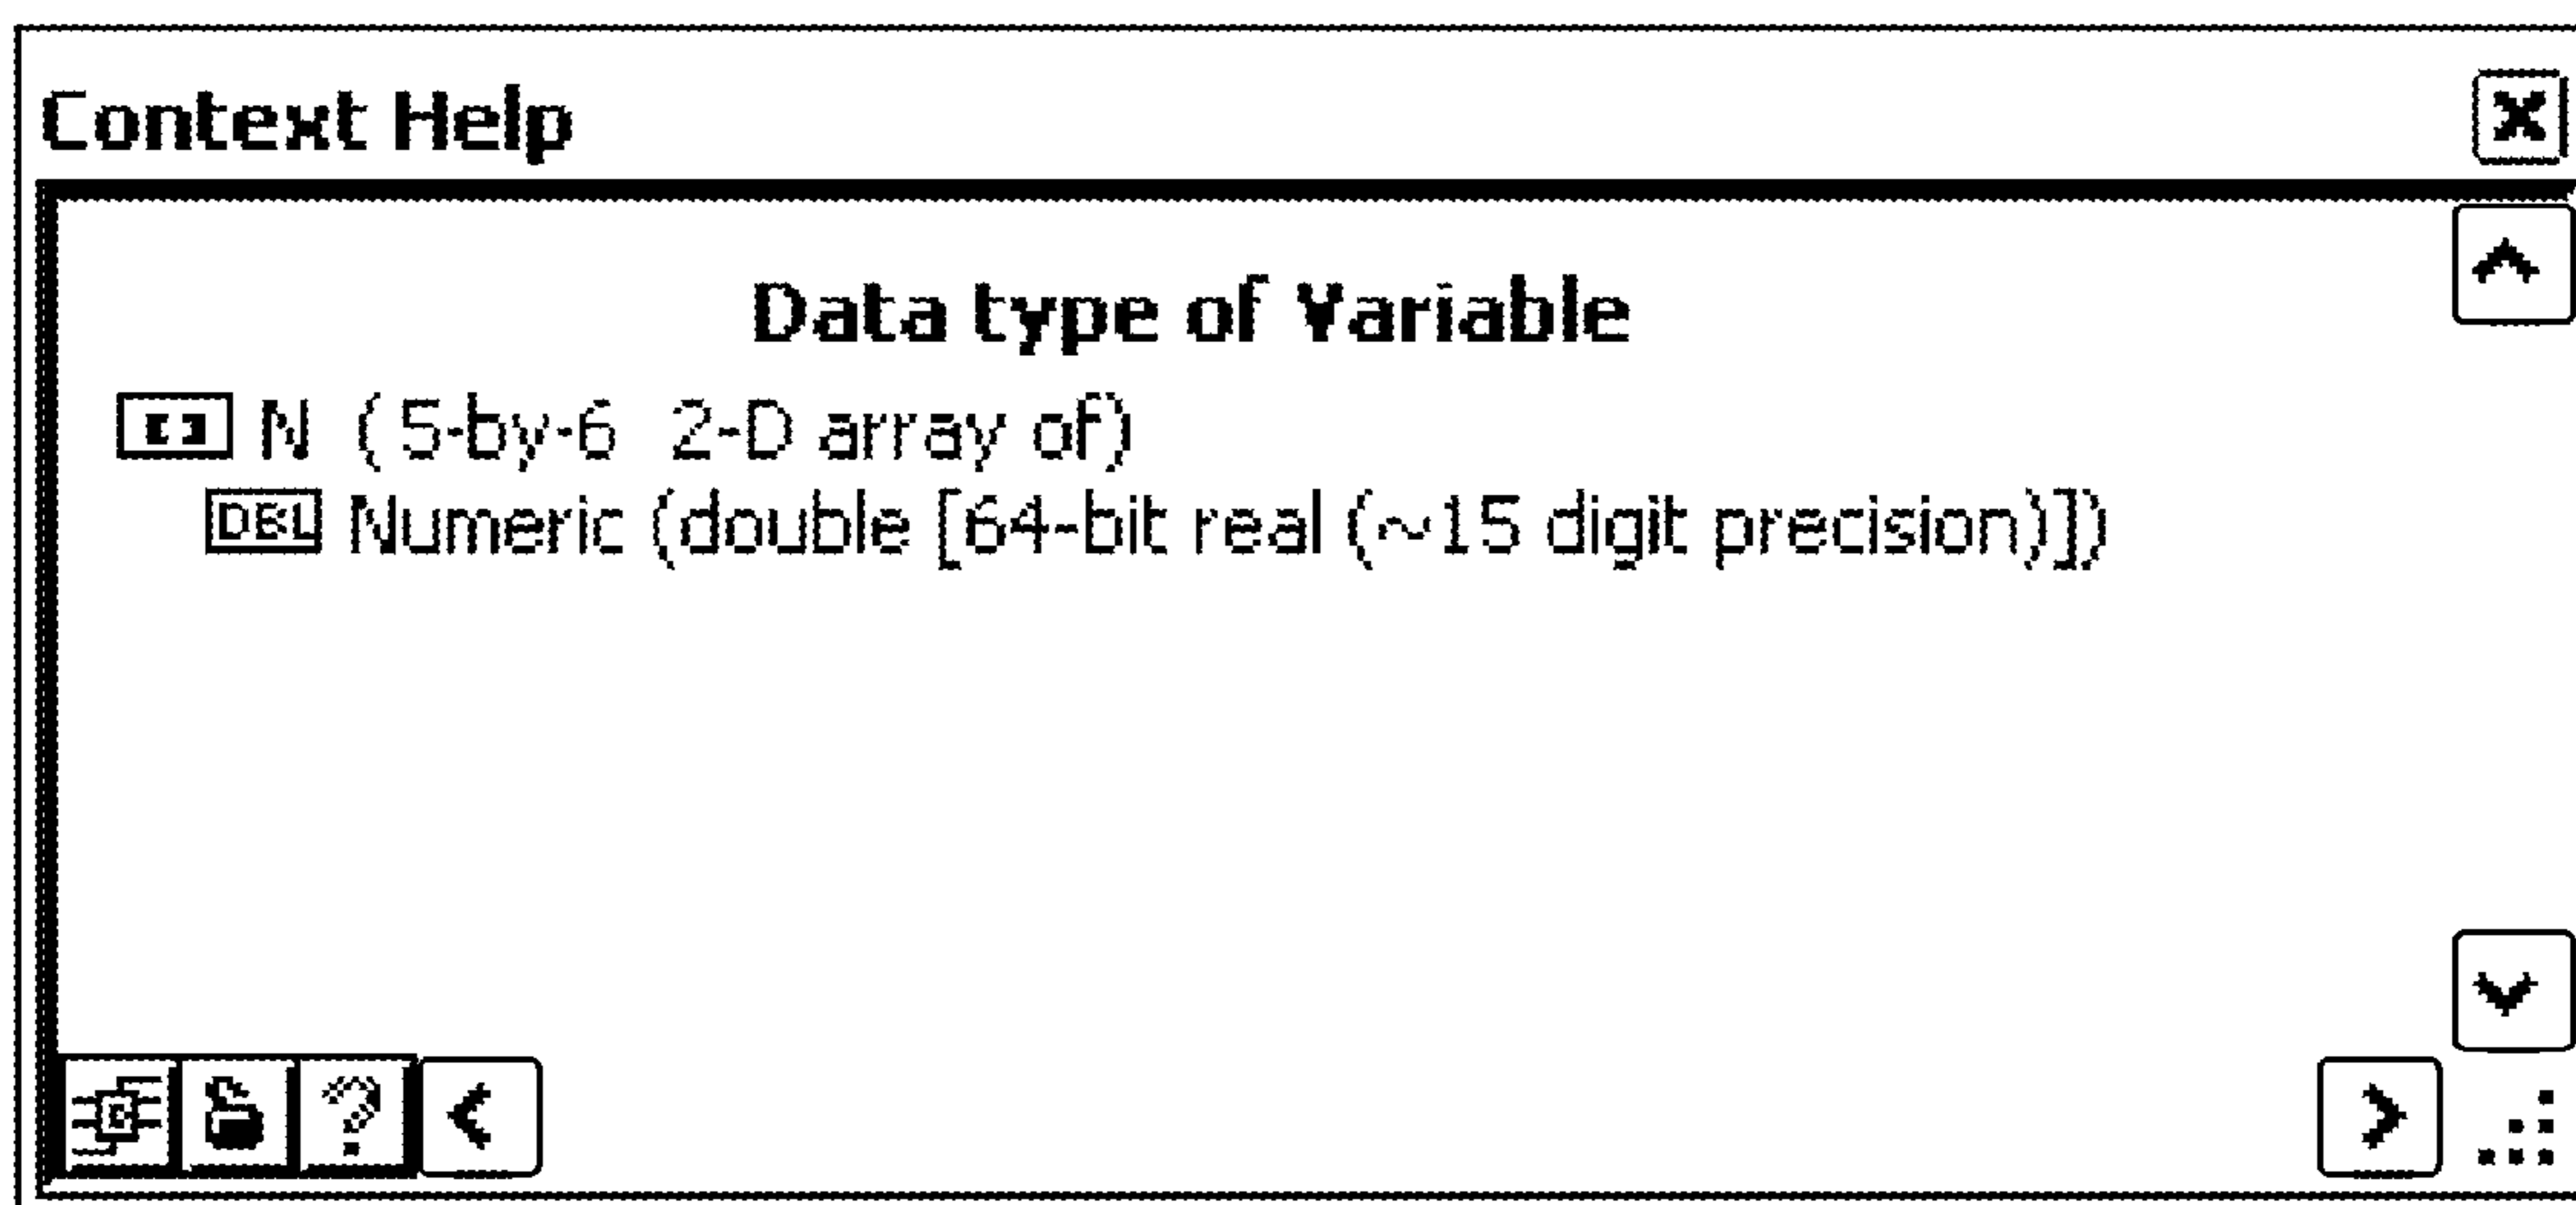 Context Help
Data type of Variable
[ ] N (5-by-6 2-D array of)
DBL Numeric (double [64-bit real (~15 digit precision)])
?